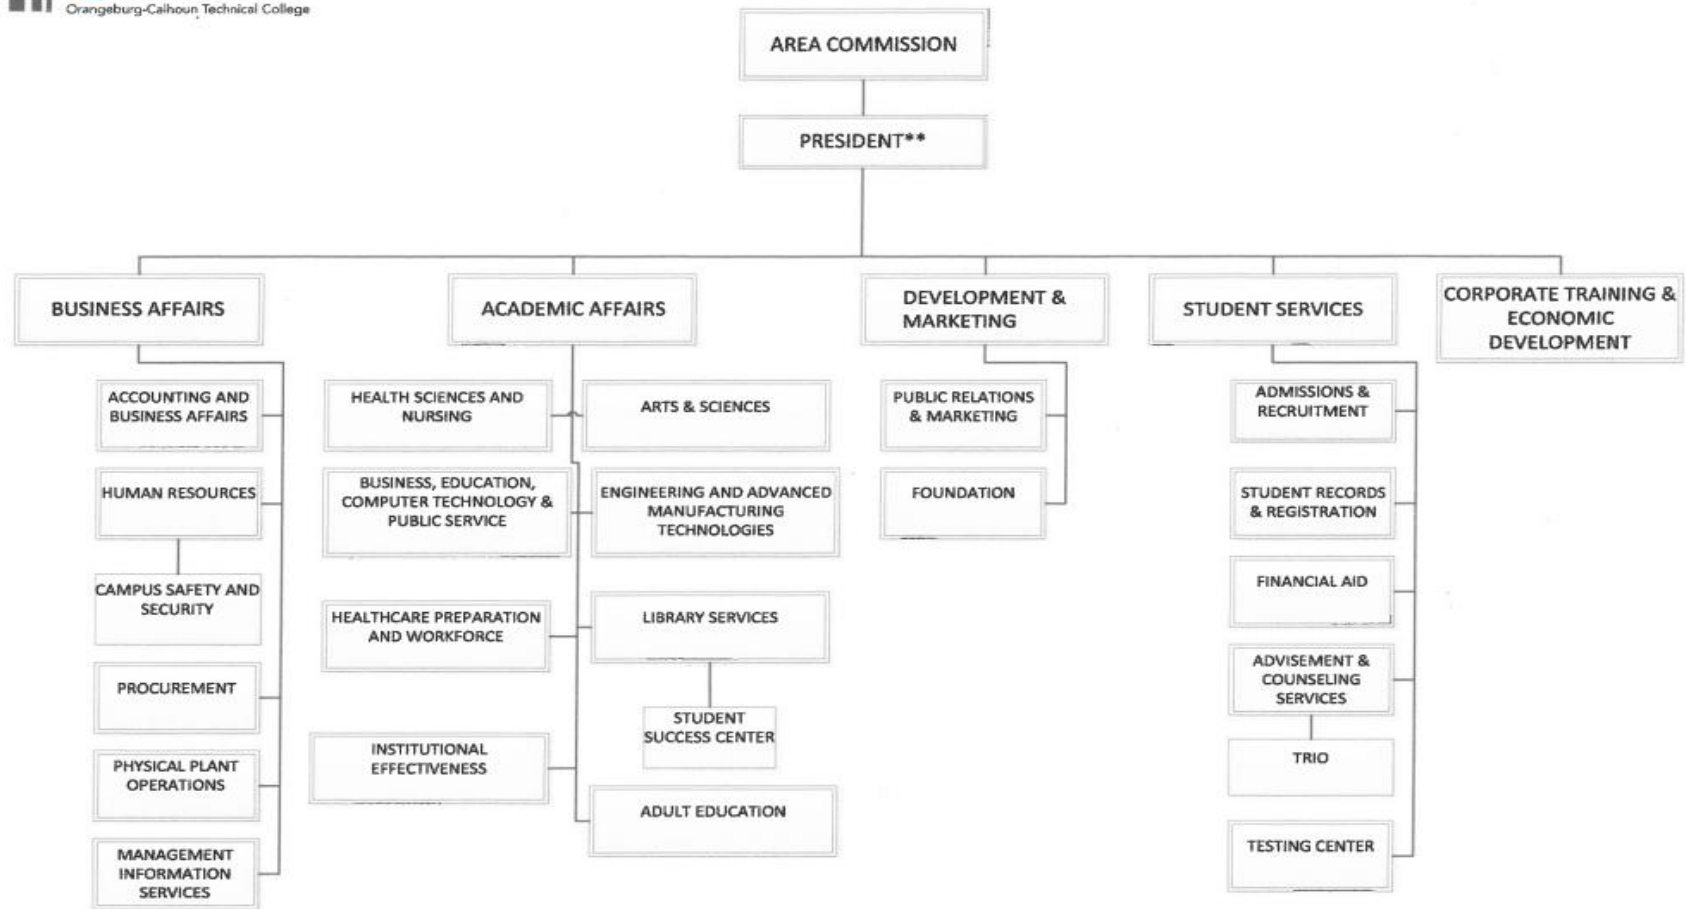 Orangeburg-Calhoun Technical College
AREA COMMISSION
PRESIDENT**
BUSINESS AFFAIRS
ACCOUNTING AND
BUSINESS AFFAIRS
HUMAN RESOURCES
CAMPUS SAFETY AND
SECURITY
PROCUREMENT
PHYSICAL PLANT
OPERATIONS
MANAGEMENT
INFORMATION
SERVICES
ACADEMIC AFFAIRS
HEALTH SCIENCES AND
NURSING
ARTS & SCIENCES
BUSINESS, EDUCATION,
COMPUTER TECHNOLOGY &
PUBLIC SERVICE
ENGINEERING AND ADVANCED
MANUFACTURING
TECHNOLOGIES
HEALTHCARE PREPARATION
AND WORKFORCE
LIBRARY SERVICES
STUDENT
SUCCESS CENTER
INSTITUTIONAL
EFFECTIVENESS
ADULT EDUCATION
DEVELOPMENT &
MARKETING
PUBLIC RELATIONS
& MARKETING
FOUNDATION
STUDENT SERVICES
ADMISSIONS &
RECRUITMENT
STUDENT RECORDS
& REGISTRATION
FINANCIAL AID
ADVISEMENT &
COUNSELING
SERVICES
TRIO
TESTING CENTER
CORPORATE TRAINING &
ECONOMIC
DEVELOPMENT